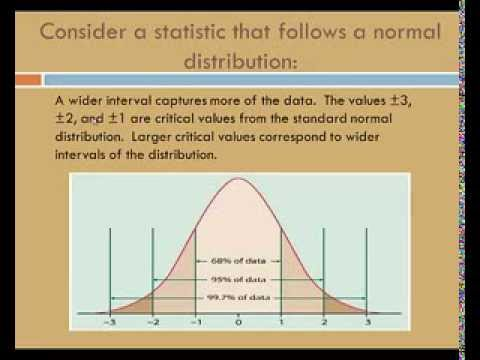 Consider a statistic that follows a normal
distribution:
A wider interval captures more of the data. The values ±3,
±2, and ±1 are critical values from the standard normal
distribution. Larger critical values correspond to wider
intervals of the distribution.
68% of data
95% of data
99.7% of data
−3 −2 −1 0 1 2 3